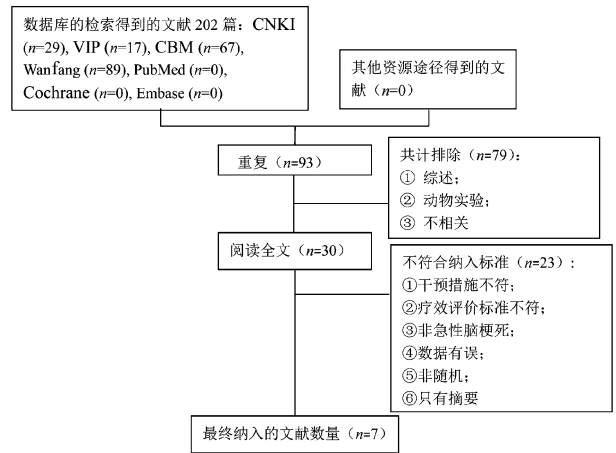 数据库的检索得到的文献 202 篇：CNKI
(n=29), VIP (n=17), CBM (n=67),
Wanfang (n=89), PubMed (n=0),
Cochrane (n=0), Embase (n=0)
其他资源途径得到的文
献（n=0）
重复（n=93）
共计排除（n=79）：
① 综述；
② 动物实验；
③ 不相关
阅读全文（n=30）
不符合纳入标准（n=23）：
①干预措施不符；
②疗效评价标准不符；
③非急性脑梗死；
④数据有误；
⑤非随机；
⑥只有摘要
最终纳入的文献数量（n=7）